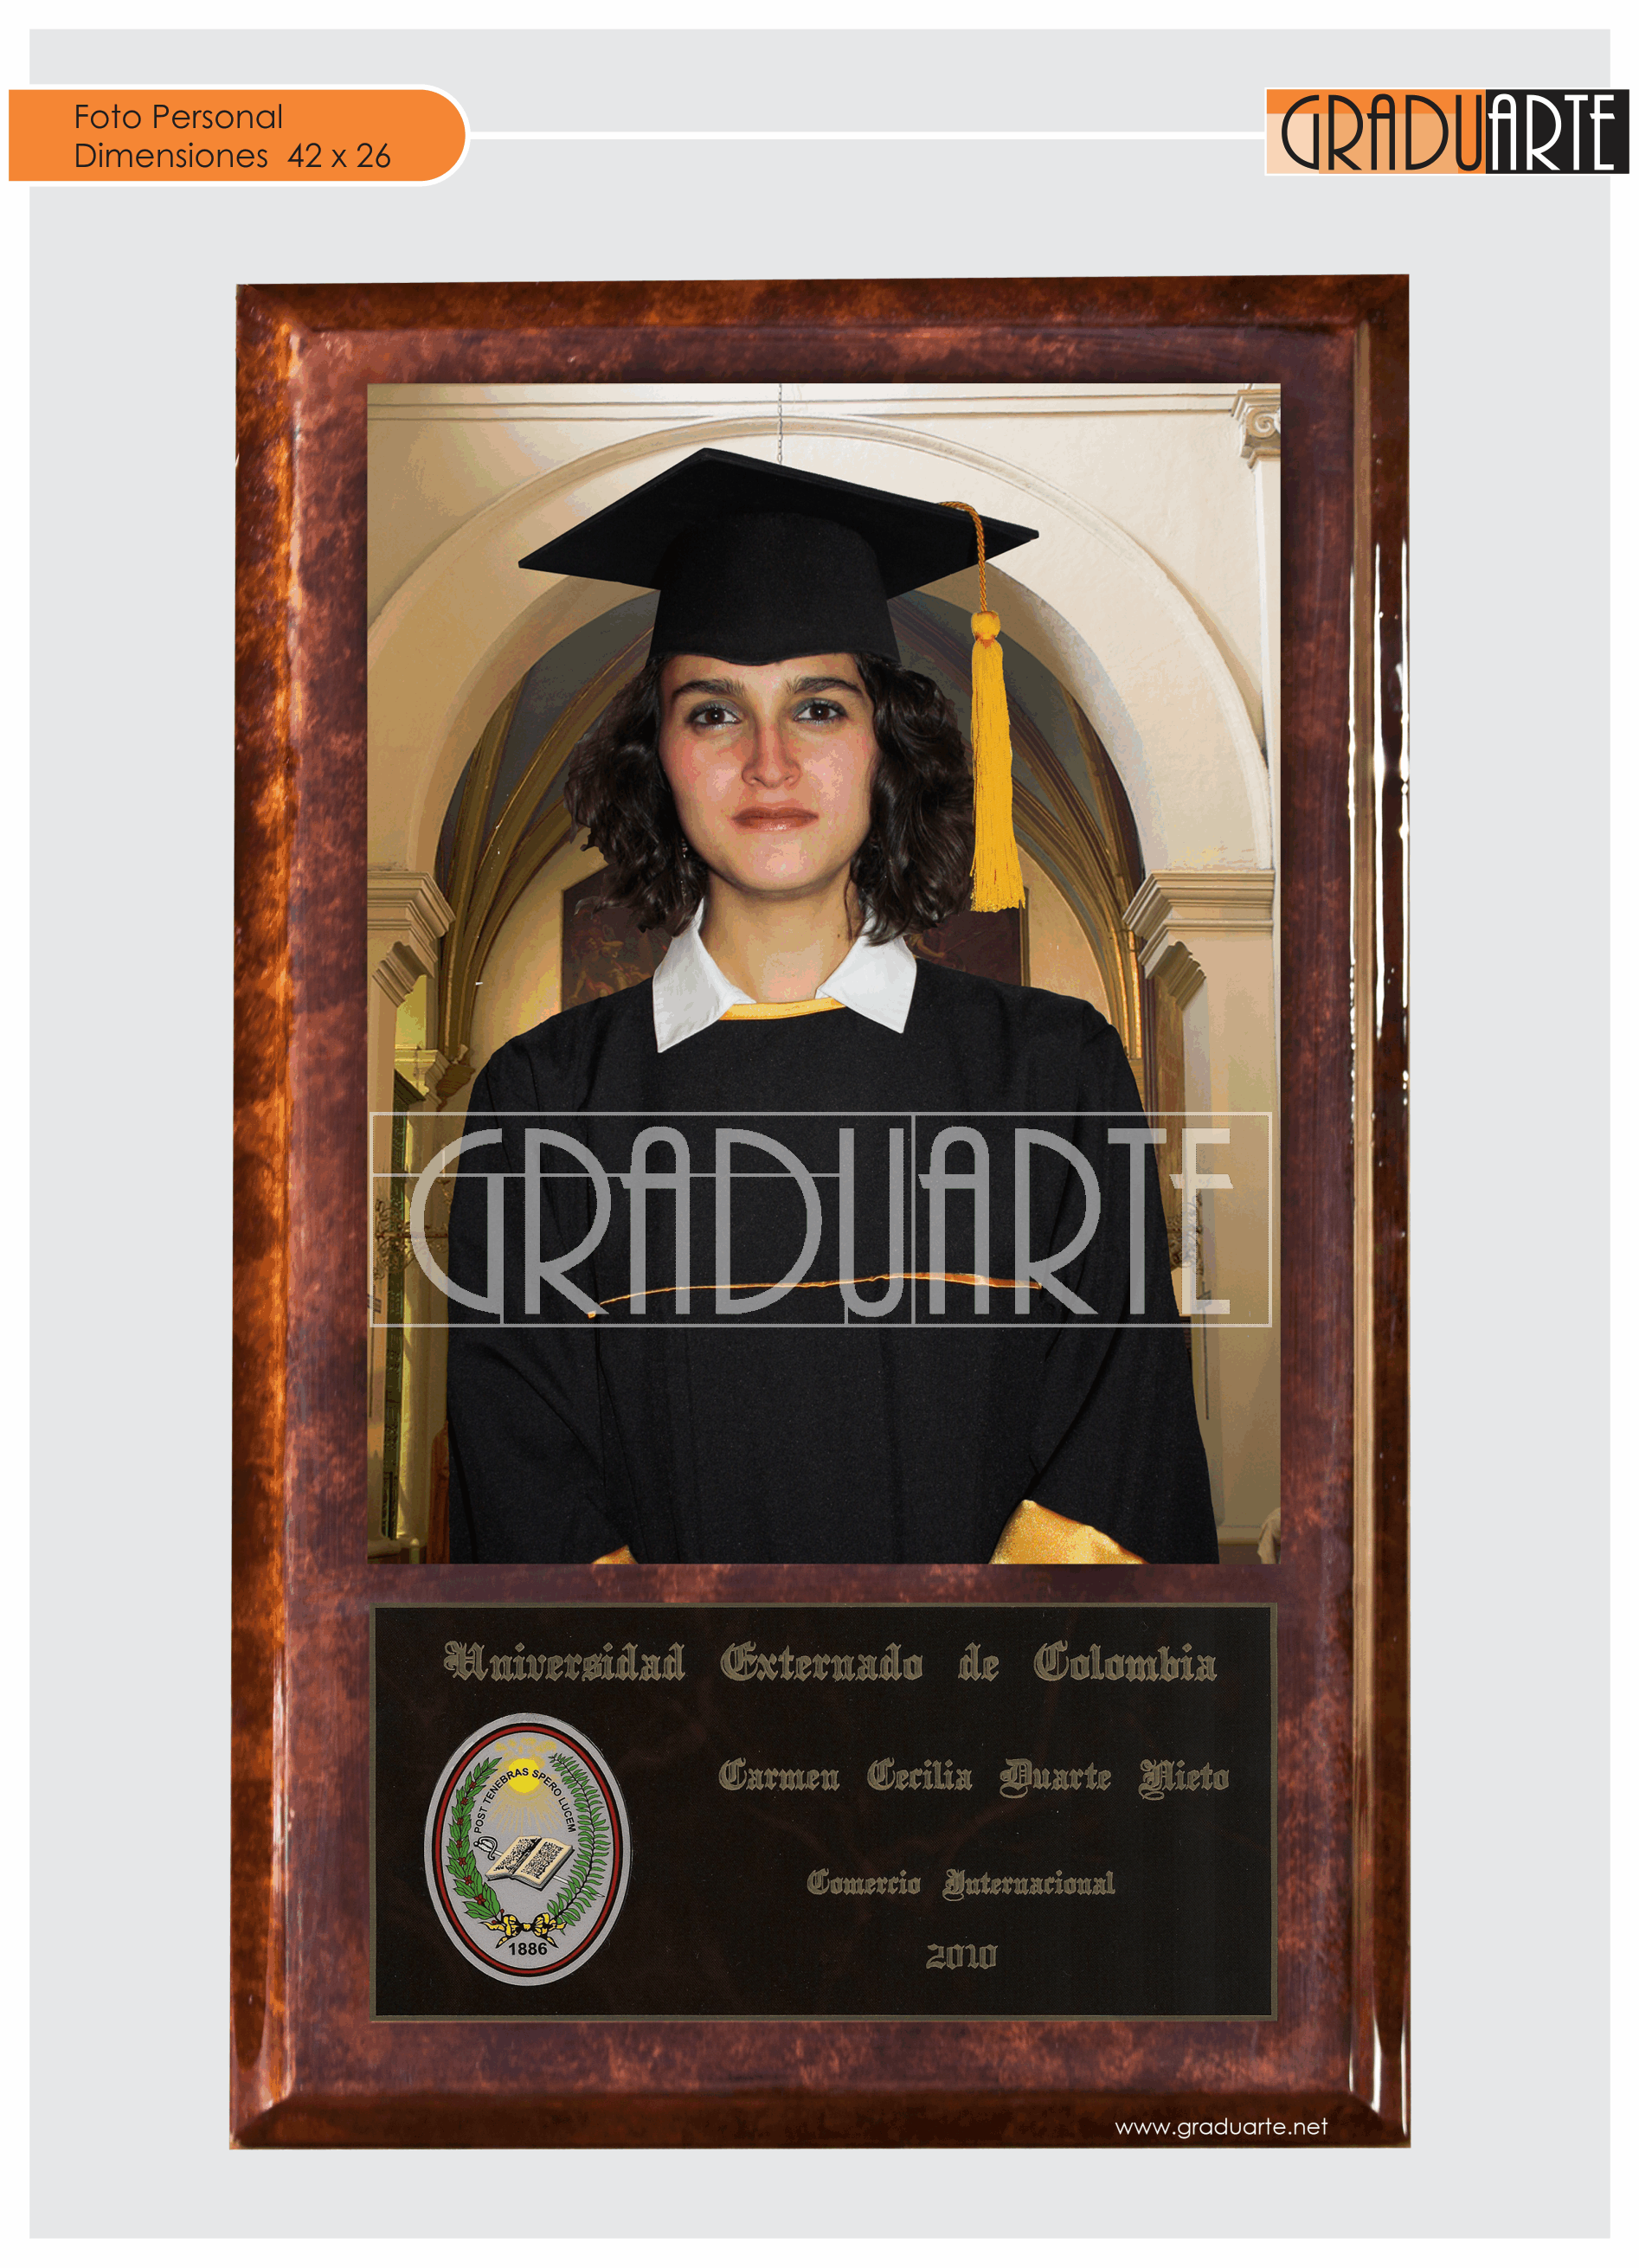 Foto Personal
Dimensiones 42 x 26
GRADUARTE
GRADUARTE
Universidad Externado de Colombia
POST TENEBRAS SPERO LUCEM
1886
Carmen Cecilia Duarte Nieto
Comercio Internacional
2010
www.graduarte.net